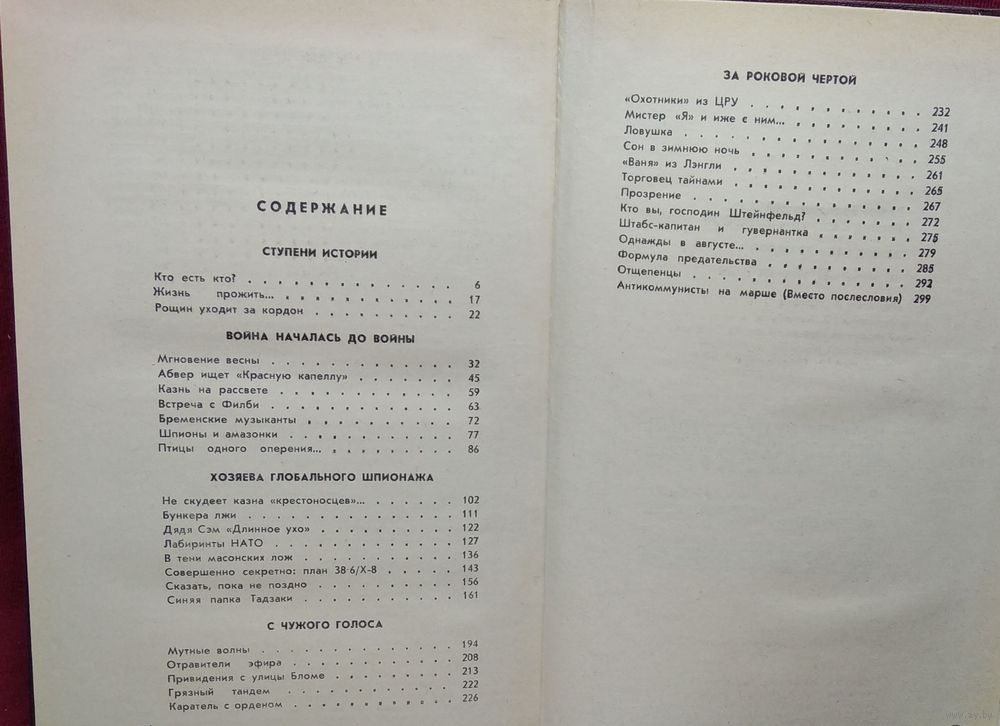 СОДЕРЖАНИЕ
СТУПЕНИ ИСТОРИИ
Кто есть кто? . . . . . . . . . . . . . 6
Жизнь прожить... . . . . . . . . . . . 17
Рощин уходит за кордон . . . . . . . . . 22
ВОЙНА НАЧАЛАСЬ ДО ВОЙНЫ
Мгновение весны . . . . . . . . . . . . 32
Абвер ищет «Красную капеллу» . . . . . . . 45
Казнь на рассвете . . . . . . . . . . . 59
Встреча с Филби . . . . . . . . . . . . 63
Бременские музыканты . . . . . . . . . . 72
Шпионы и амазонки . . . . . . . . . . . 77
Птицы одного оперения... . . . . . . . . . 86
ХОЗЯЕВА ГЛОБАЛЬНОГО ШПИОНАЖА
Не скудеет казна «крестоносцев»... . . . . . . 102
Бункера лжи . . . . . . . . . . . . . 111
Дядя Сэм «Длинное ухо» . . . . . . . . . 122
Лабиринты НАТО . . . . . . . . . . . . 127
В тени масонских лож . . . . . . . . . . 136
Совершенно секретно: план 38·6/Х-8 . . . . . 143
Сказать, пока не поздно . . . . . . . . . 156
Синяя папка Тадзаки . . . . . . . . . . 161
С ЧУЖОГО ГОЛОСА
Мутные волны . . . . . . . . . . . . . 194
Отравители эфира . . . . . . . . . . . 208
Привидения с улицы Бломе . . . . . . . . 213
Грязный тандем . . . . . . . . . . . . 222
Каратель с орденом . . . . . . . . . . . 226
ЗА РОКОВОЙ ЧЕРТОЙ
«Охотники» из ЦРУ . . . . . . . . . . . 232
Мистер «Я» и иже с ним... . . . . . . . . . 241
Ловушка . . . . . . . . . . . . . . . 248
Сон в зимнюю ночь . . . . . . . . . . . 255
«Ваня» из Лэнгли . . . . . . . . . . . . 261
Торговец тайнами . . . . . . . . . . . . 265
Прозрение . . . . . . . . . . . . . . 267
Кто вы, господин Штейнфельд? . . . . . . . 272
Штабс-капитан и гувернантка . . . . . . . 275
Однажды в августе... . . . . . . . . . . . 279
Формула предательства . . . . . . . . . . 285
Отщепенцы . . . . . . . . . . . . . . 292
Антикоммунисты на марше (Вместо послесловия) 299
www.ay.by